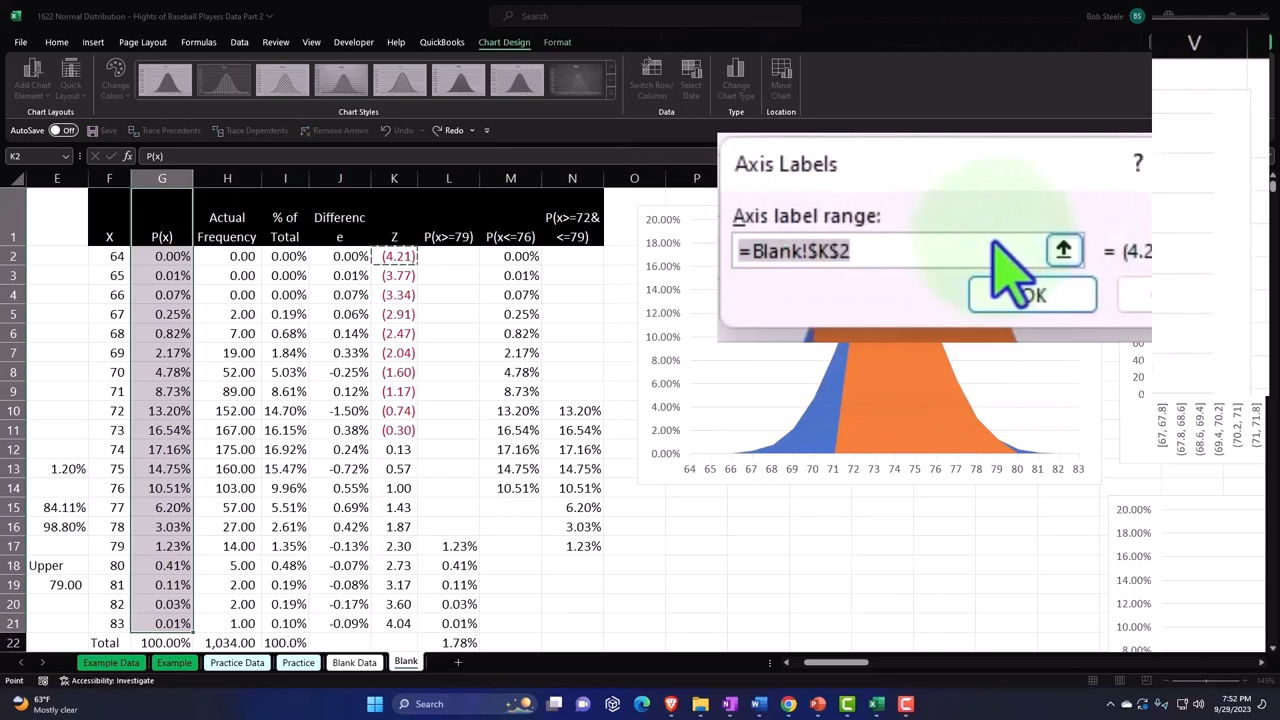 1622 Normal Distribution – Hights of Baseball Players Data Part 2
Search
Bob Steele
BS
File Home Insert Page Layout Formulas Data Review View Developer Help QuickBooks Chart Design Format
Add Chart Element
Quick Layout
Change Colors
Switch Row/Column
Select Data
Change Chart Type
Move Chart
Chart Layouts
Chart Styles
Data
Type
Location
AutoSave Off Save Trace Precedents Trace Dependents Remove Arrows Undo Redo
K2
fx P(x)
E F G H I J K L M N O P V
1 X P(x) Actual Frequency % of Total Differenc e Z P(x>=79) P(x<=76) P(x>=72& <=79)
2 64 0.00% 0.00 0.00% 0.00% (4.21) 0.00%
3 65 0.01% 0.00 0.00% 0.01% (3.77) 0.01%
4 66 0.07% 0.00 0.00% 0.07% (3.34) 0.07%
5 67 0.25% 2.00 0.19% 0.06% (2.91) 0.25%
6 68 0.82% 7.00 0.68% 0.14% (2.47) 0.82%
7 69 2.17% 19.00 1.84% 0.33% (2.04) 2.17%
8 70 4.78% 52.00 5.03% -0.25% (1.60) 4.78%
9 71 8.73% 89.00 8.61% 0.12% (1.17) 8.73%
10 72 13.20% 152.00 14.70% -1.50% (0.74) 13.20% 13.20%
11 73 16.54% 167.00 16.15% 0.38% (0.30) 16.54% 16.54%
12 74 17.16% 175.00 16.92% 0.24% 0.13 17.16% 17.16%
13 1.20% 75 14.75% 160.00 15.47% -0.72% 0.57 14.75% 14.75%
14 76 10.51% 103.00 9.96% 0.55% 1.00 10.51% 10.51%
15 84.11% 77 6.20% 57.00 5.51% 0.69% 1.43 6.20%
16 98.80% 78 3.03% 27.00 2.61% 0.42% 1.87 3.03%
17 79 1.23% 14.00 1.35% -0.13% 2.30 1.23% 1.23%
18 Upper 80 0.41% 5.00 0.48% -0.07% 2.73 0.41%
19 79.00 81 0.11% 2.00 0.19% -0.08% 3.17 0.11%
20 82 0.03% 2.00 0.19% -0.17% 3.60 0.03%
21 83 0.01% 1.00 0.10% -0.09% 4.04 0.01%
22 Total 100.00% 1,034.00 100.0% 1.78%
Axis Labels
?
Axis label range:
=Blank!$K$2
= (4.2
OK
20.00%
18.00%
16.00%
14.00%
12.00%
10.00%
8.00%
6.00%
4.00%
2.00%
0.00%
64 65 66 67 68 69 70 71 72 73 74 75 76 77 78 79 80 81 82 83
60
40
20
0
[67, 67.8]
(67.8, 68.6]
(68.6, 69.4]
(69.4, 70.2]
(70.2, 71]
(71, 71.8]
20.00%
18.00%
16.00%
14.00%
12.00%
10.00%
8.00%
Example Data Example Practice Data Practice Blank Data Blank
Point
Accessibility: Investigate
145%
63°F
Mostly clear
Search
7:52 PM
9/29/2023